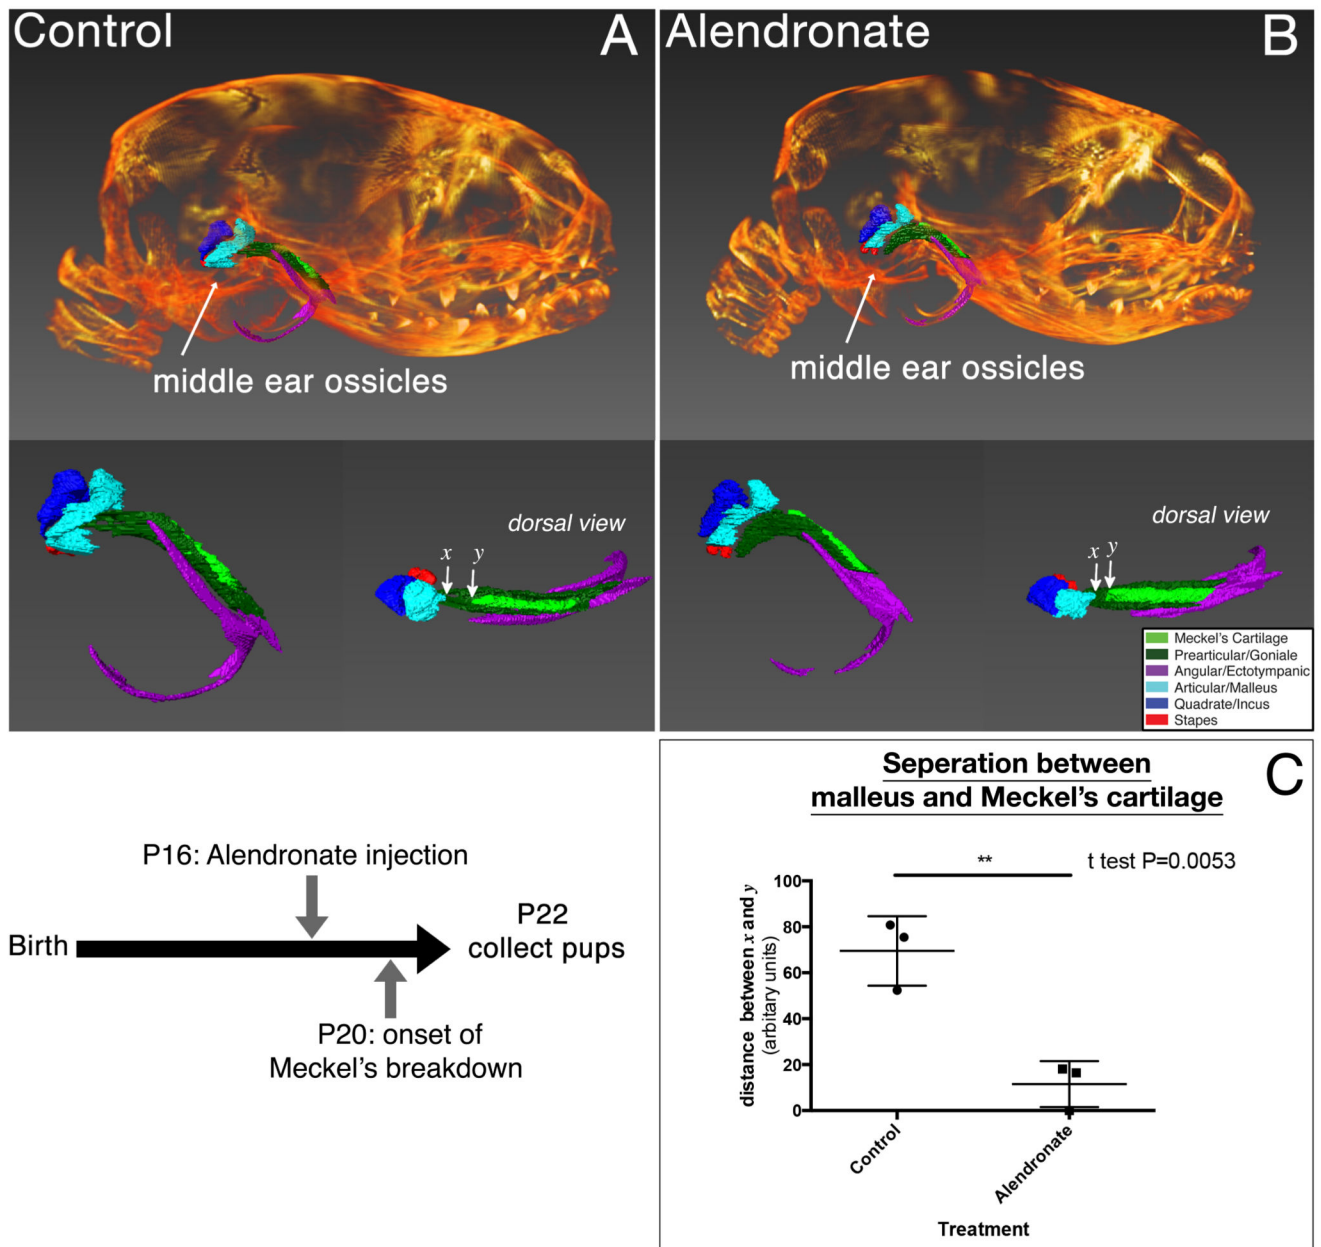 Control
A
middle ear ossicles
dorsal view
x
y
Alendronate
B
middle ear ossicles
dorsal view
x
y
Meckel's Cartilage
Prearticular/Goniale
Angular/Ectotympanic
Articular/Malleus
Quadrate/Incus
Stapes
P16: Alendronate injection
Birth
P22
collect pups
P20: onset of
Meckel's breakdown
C
Seperation between
malleus and Meckel's cartilage
**
t test P=0.0053
distance between x and y
(arbitary units)
100
80
60
40
20
0
Control
Alendronate
Treatment